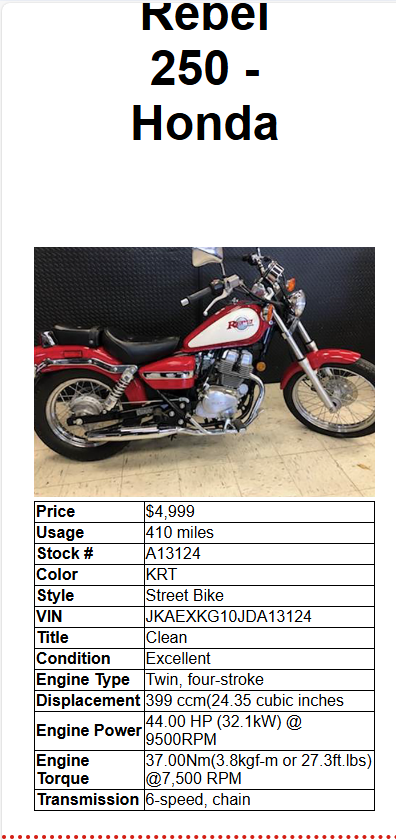 Rebel
250 -
Honda
Rebel
Price $4,999
Usage 410 miles
Stock # A13124
Color KRT
Style Street Bike
VIN JKAEXKG10JDA13124
Title Clean
Condition Excellent
Engine Type Twin, four-stroke
Displacement 399 ccm(24.35 cubic inches
Engine Power 44.00 HP (32.1kW) @
9500RPM
Engine 37.00Nm(3.8kgf-m or 27.3ft.lbs)
Torque @7,500 RPM
Transmission 6-speed, chain